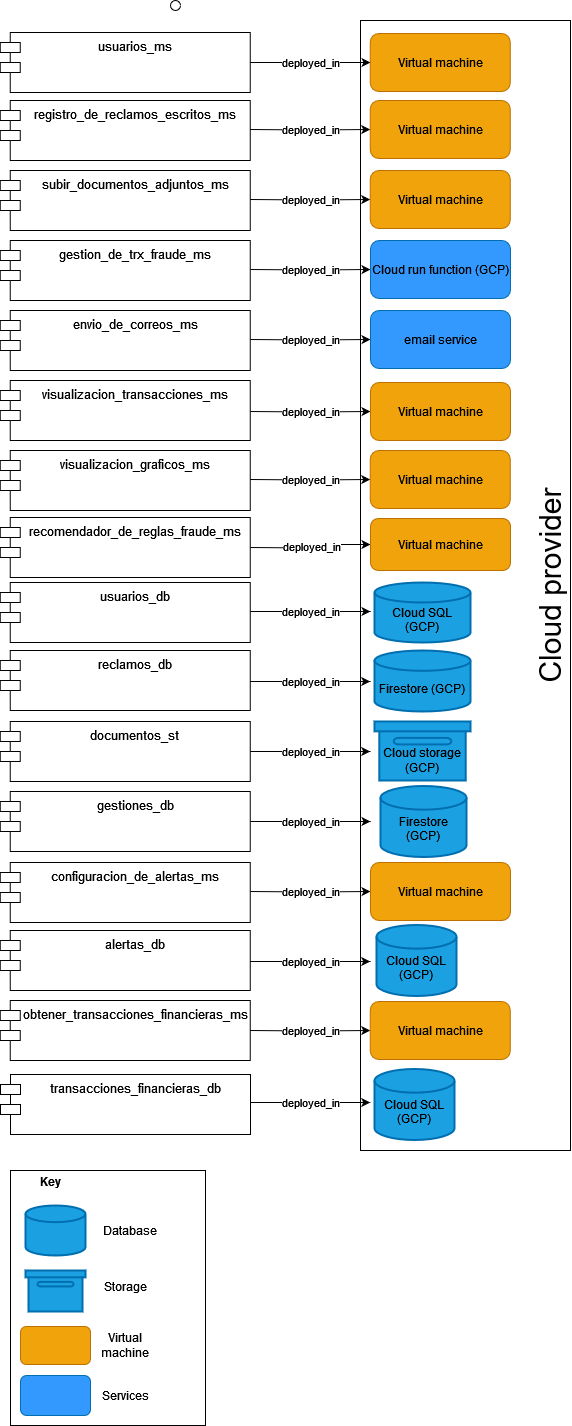 usuarios_ms
deployed_in
Virtual machine
registro_de_reclamos_escritos_ms
deployed_in
Virtual machine
subir_documentos_adjuntos_ms
deployed_in
Virtual machine
gestion_de_trx_fraude_ms
deployed_in
Cloud run function (GCP)
envio_de_correos_ms
deployed_in
email service
visualizacion_transacciones_ms
deployed_in
Virtual machine
visualizacion_graficos_ms
deployed_in
Virtual machine
recomendador_de_reglas_fraude_ms
deployed_in
Virtual machine
usuarios_db
deployed_in
Cloud SQL
(GCP)
reclamos_db
deployed_in
Firestore (GCP)
documentos_st
deployed_in
Cloud storage
(GCP)
gestiones_db
deployed_in
Firestore
(GCP)
configuracion_de_alertas_ms
deployed_in
Virtual machine
alertas_db
deployed_in
Cloud SQL
(GCP)
obtener_transacciones_financieras_ms
deployed_in
Virtual machine
transacciones_financieras_db
deployed_in
Cloud SQL
(GCP)
Cloud provider
Key
Database
Storage
Virtual
machine
Services